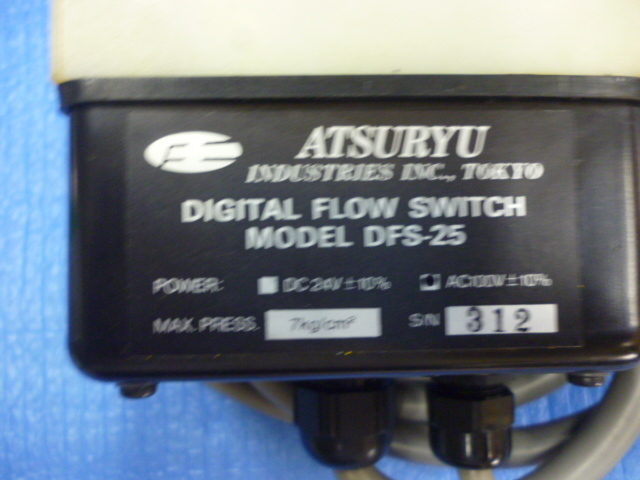 ATSURYU
INDUSTRIES INC., TOKYO
DIGITAL FLOW SWITCH
MODEL DFS-25
POWER: DC24V±10% AC100V±10%
MAX. PRESS. 7kg/cm² S/N 312